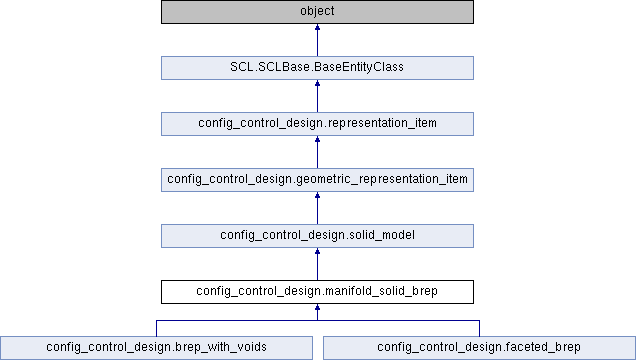 object
SCL.SCLBase.BaseEntityClass
config_control_design.representation_item
config_control_design.geometric_representation_item
config_control_design.solid_model
config_control_design.manifold_solid_brep
config_control_design.brep_with_voids
config_control_design.faceted_brep